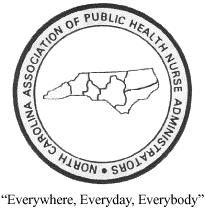 NORTH CAROLINA ASSOCIATION OF PUBLIC HEALTH NURSE ADMINISTRATORS •
“Everywhere, Everyday, Everybody”